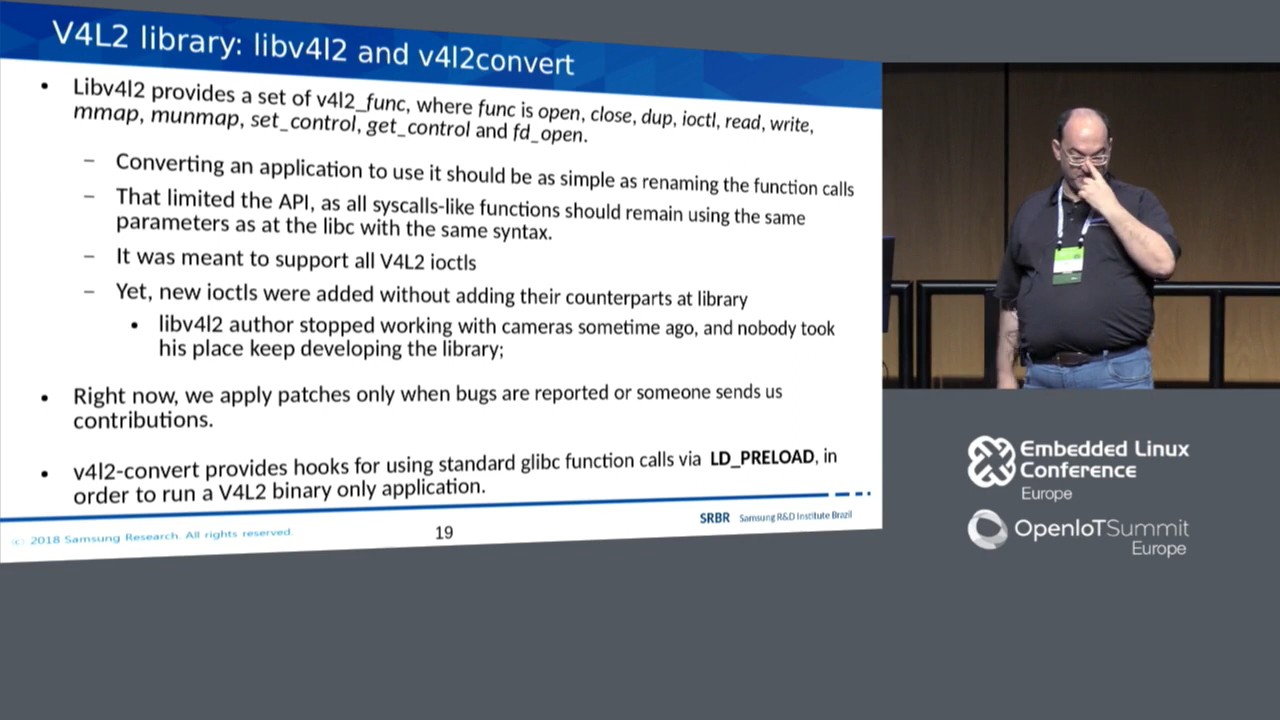 V4L2 library: libv4l2 and v4l2convert
• Libv4l2 provides a set of v4l2_func, where func is open, close, dup, ioctl, read, write,
mmap, munmap, set_control, get_control and fd_open.
– Converting an application to use it should be as simple as renaming the function calls
– That limited the API, as all syscalls-like functions should remain using the same
parameters as at the libc with the same syntax.
– It was meant to support all V4L2 ioctls
– Yet, new ioctls were added without adding their counterparts at library
• libv4l2 author stopped working with cameras sometime ago, and nobody took
his place keep developing the library;
• Right now, we apply patches only when bugs are reported or someone sends us
contributions.
• v4l2-convert provides hooks for using standard glibc function calls via LD_PRELOAD, in
order to run a V4L2 binary only application.
© 2018 Samsung Research. All rights reserved.
19
SRBR Samsung R&D Institute Brazil
Embedded Linux
Conference
Europe
OpenIoTSummit
Europe